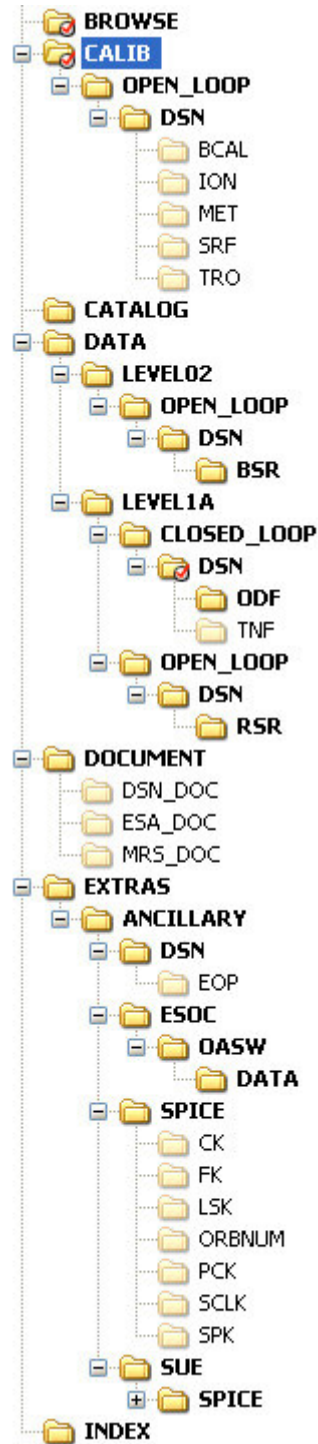 BROWSE
CALIB
OPEN_LOOP
DSN
BCAL
ION
MET
SRF
TRO
CATALOG
DATA
LEVEL02
OPEN_LOOP
DSN
BSR
LEVEL1A
CLOSED_LOOP
DSN
ODF
TNF
OPEN_LOOP
DSN
RSR
DOCUMENT
DSN_DOC
ESA_DOC
MRS_DOC
EXTRAS
ANCILLARY
DSN
EOP
ESOC
OASW
DATA
SPICE
CK
FK
LSK
ORBNUM
PCK
SCLK
SPK
SUE
SPICE
INDEX